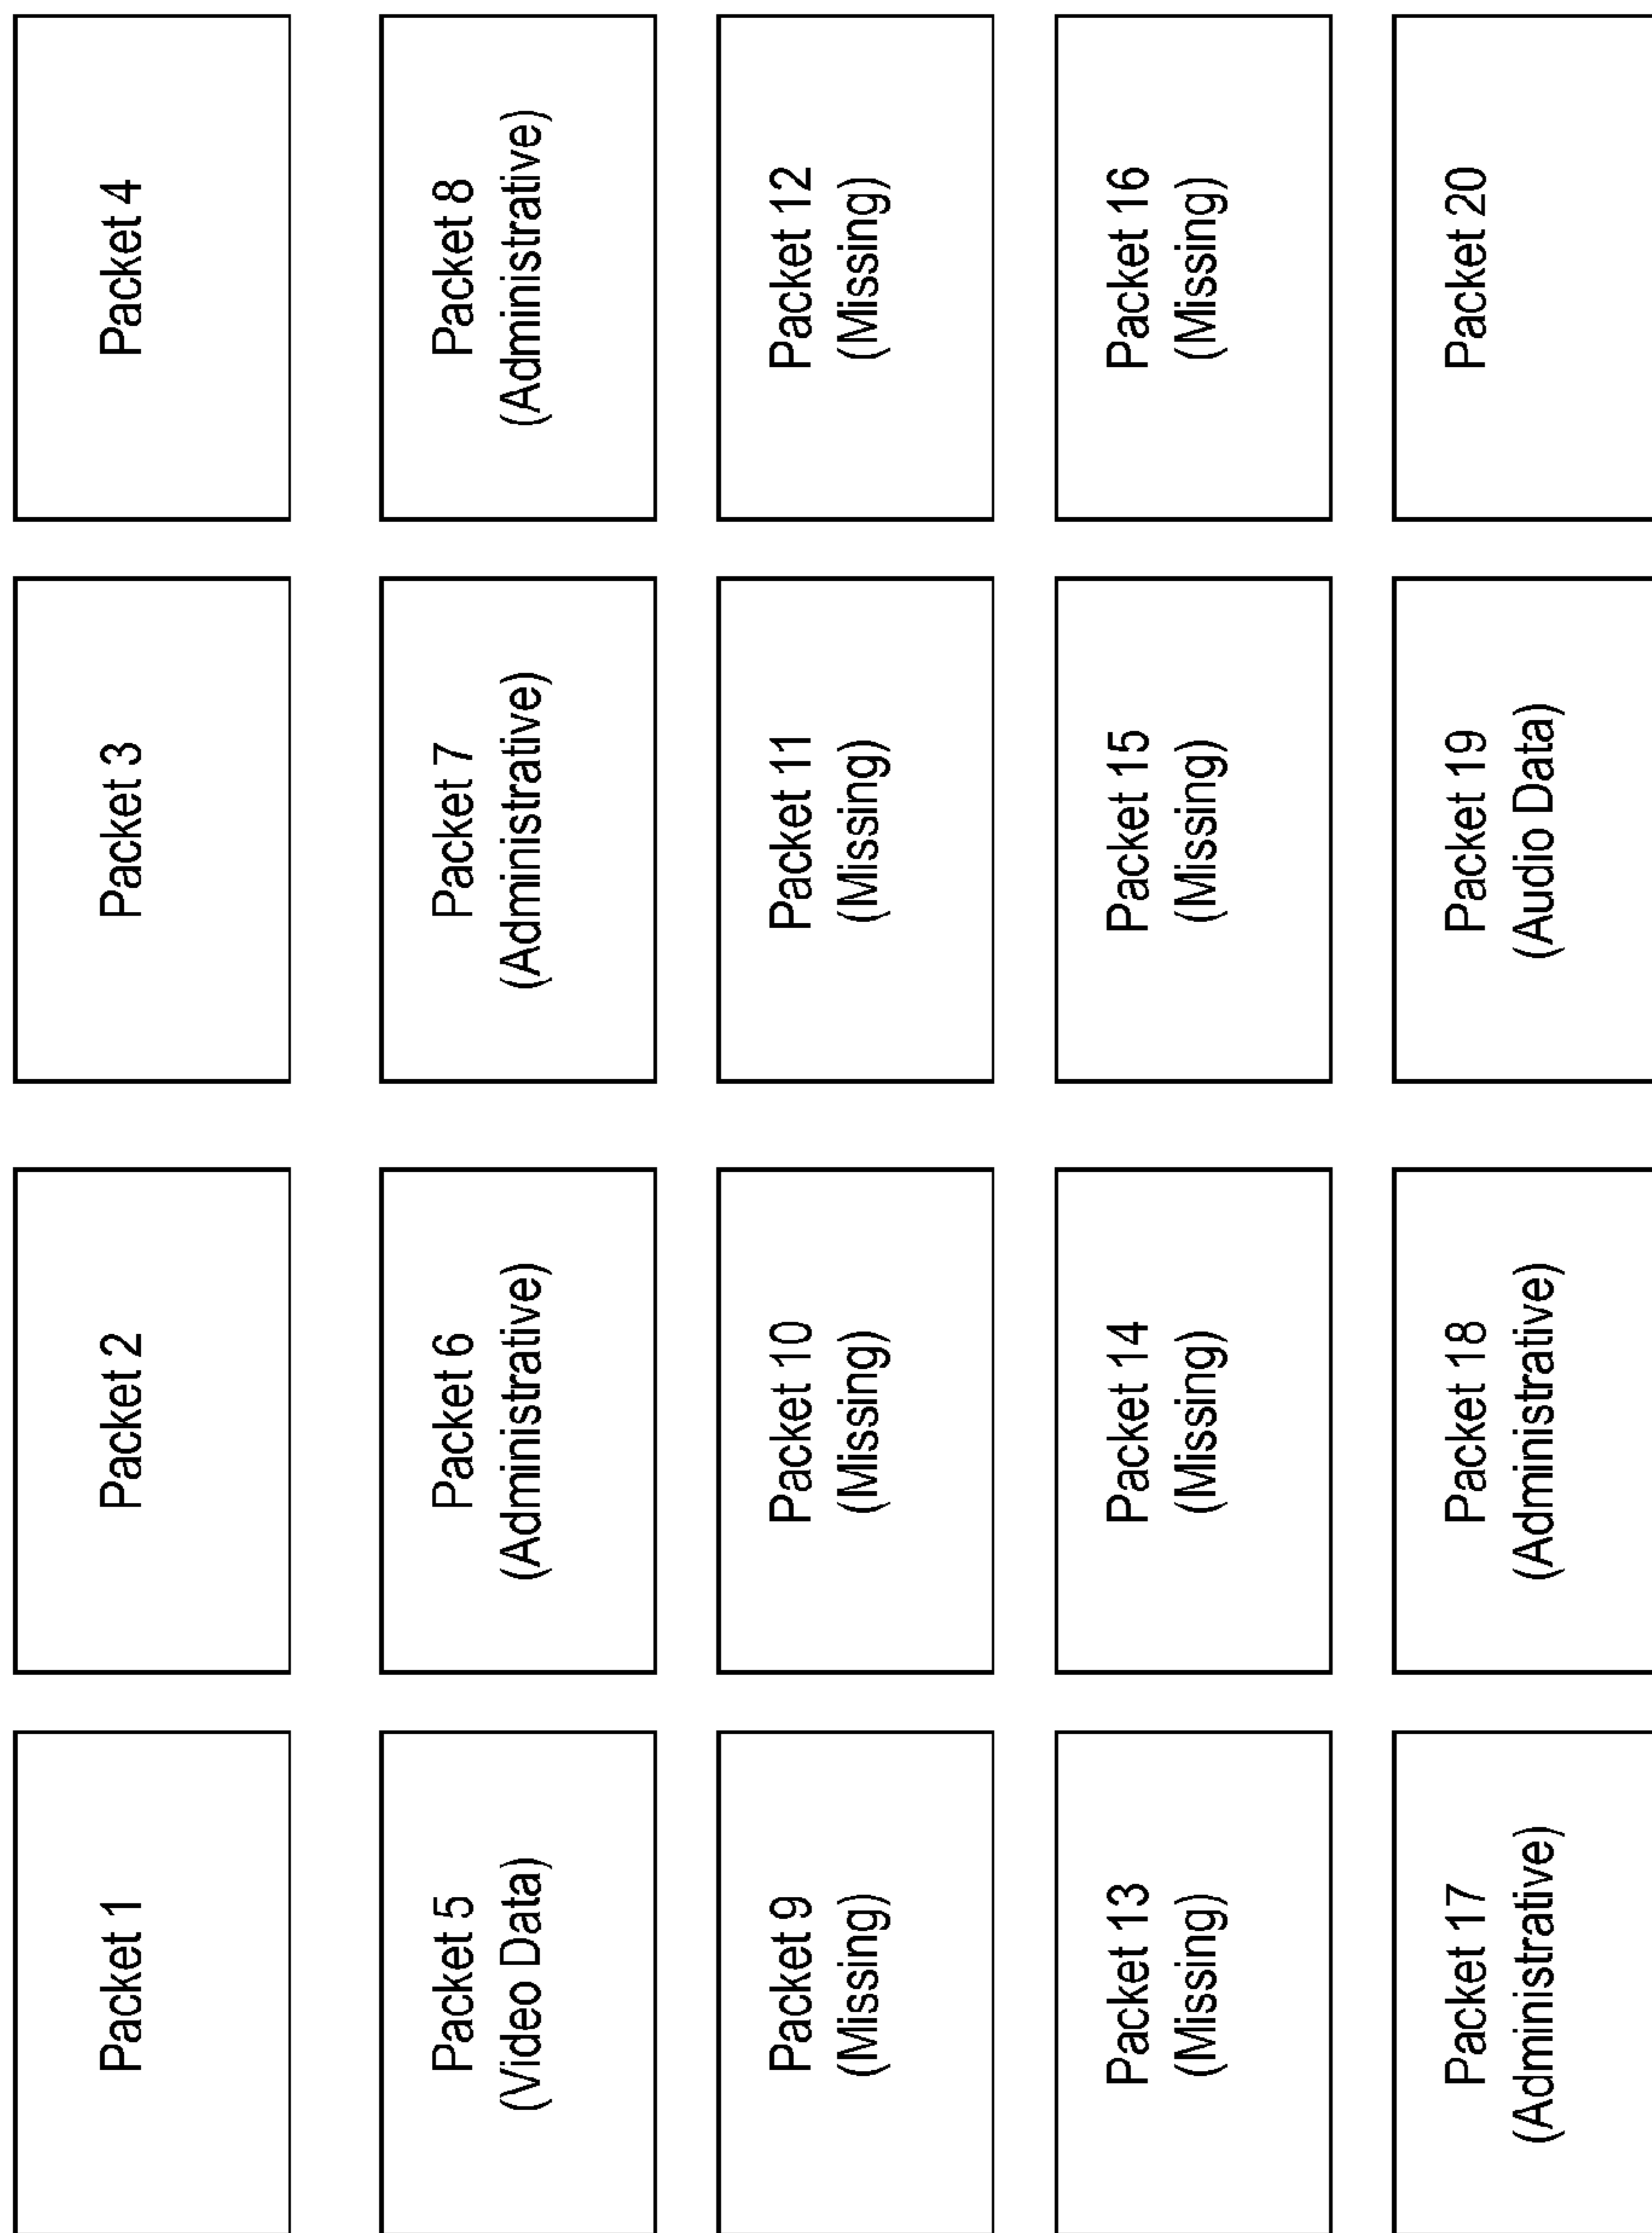 Packet 1
Packet 2
Packet 3
Packet 4
Packet 5
(Video Data)
Packet 6
(Administrative)
Packet 7
(Administrative)
Packet 8
(Administrative)
Packet 9
(Missing)
Packet 10
(Missing)
Packet 11
(Missing)
Packet 12
(Missing)
Packet 13
(Missing)
Packet 14
(Missing)
Packet 15
(Missing)
Packet 16
(Missing)
Packet 17
(Administrative)
Packet 18
(Administrative)
Packet 19
(Audio Data)
Packet 20